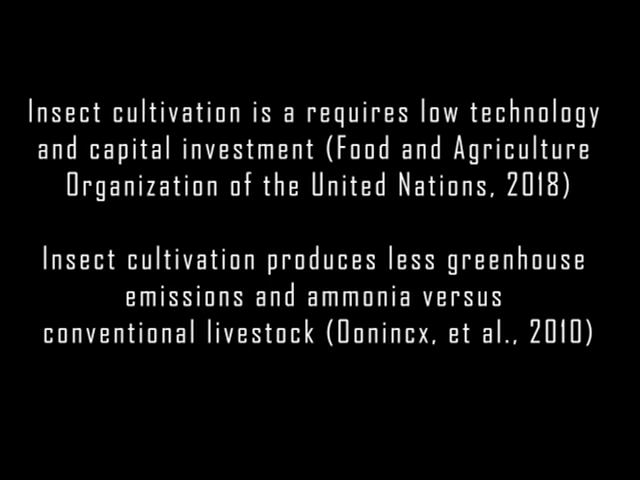 Insect cultivation is a requires low technology
and capital investment (Food and Agriculture
Organization of the United Nations, 2018)
Insect cultivation produces less greenhouse
emissions and ammonia versus
conventional livestock (Oonincx, et al., 2010)